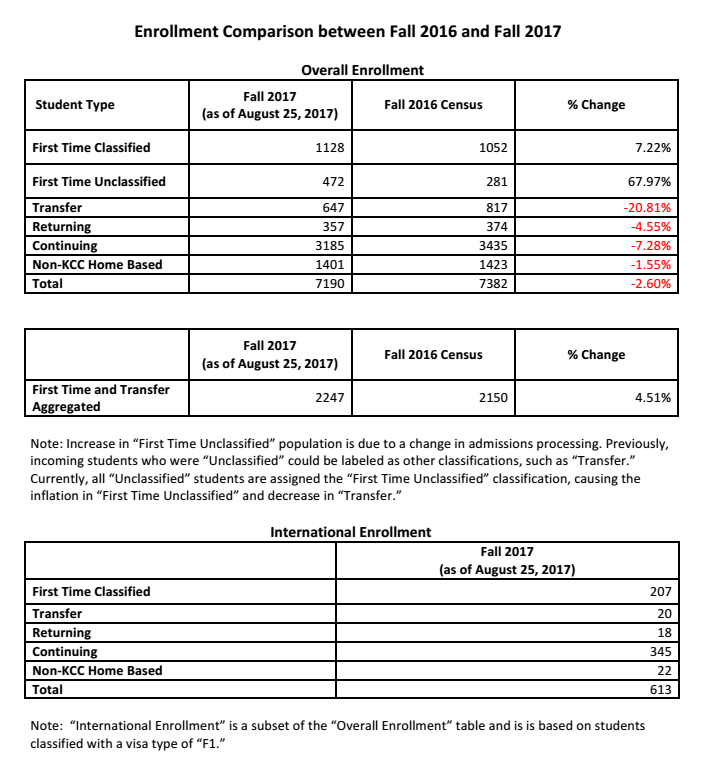 Enrollment Comparison between Fall 2016 and Fall 2017
Overall Enrollment
Student Type
Fall 2017
(as of August 25, 2017)
Fall 2016 Census
% Change
First Time Classified 1128 1052 7.22%
First Time Unclassified 472 281 67.97%
Transfer 647 817 -20.81%
Returning 357 374 -4.55%
Continuing 3185 3435 -7.28%
Non-KCC Home Based 1401 1423 -1.55%
Total 7190 7382 -2.60%
Fall 2017
(as of August 25, 2017)
Fall 2016 Census
% Change
First Time and Transfer
Aggregated
2247 2150 4.51%
Note: Increase in “First Time Unclassified” population is due to a change in admissions processing. Previously,
incoming students who were “Unclassified” could be labeled as other classifications, such as “Transfer.”
Currently, all “Unclassified” students are assigned the “First Time Unclassified” classification, causing the
inflation in “First Time Unclassified” and decrease in “Transfer.”
International Enrollment
Fall 2017
(as of August 25, 2017)
First Time Classified 207
Transfer 20
Returning 18
Continuing 345
Non-KCC Home Based 22
Total 613
Note:  “International Enrollment” is a subset of the “Overall Enrollment” table and is is based on students
classified with a visa type of “F1.”